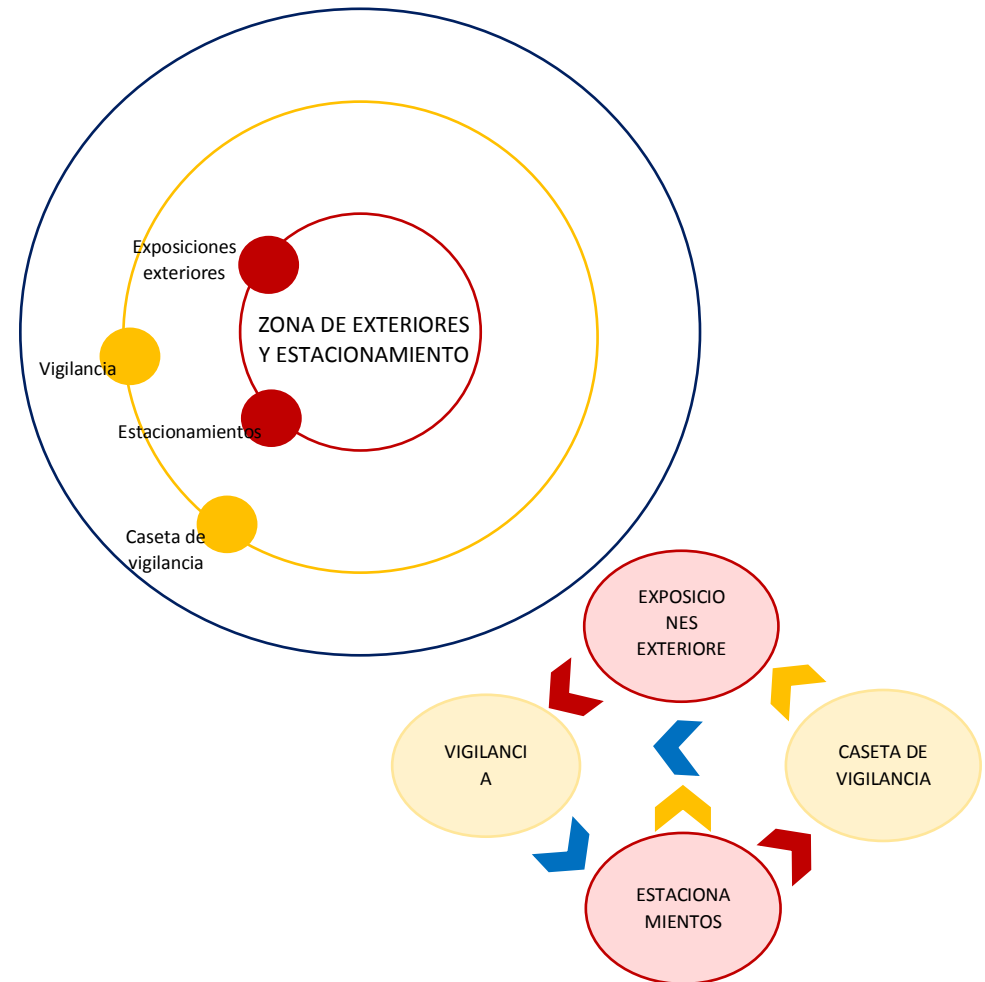 Exposiciones
exteriores
ZONA DE EXTERIORES
Y ESTACIONAMIENTO
Vigilancia
Estacionamientos
Caseta de
vigilancia
EXPOSICIO
NES
EXTERIORE
VIGILANCI
A
CASETA DE
VIGILANCIA
ESTACIONA
MIENTOS